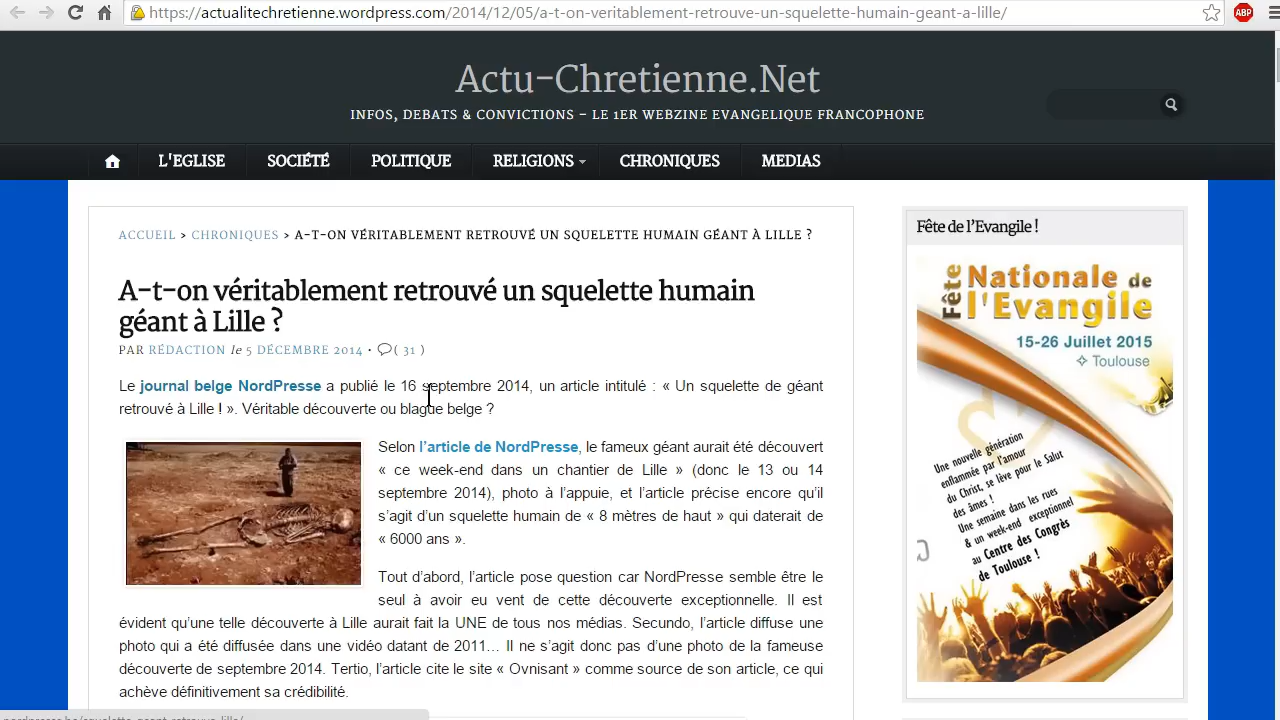 https://actualitechretienne.wordpress.com/2014/12/05/a-t-on-veritablement-retrouve-un-squelette-humain-geant-a-lille/
ABP
Actu-Chretienne.Net
INFOS, DEBATS & CONVICTIONS – LE 1ER WEBZINE EVANGELIQUE FRANCOPHONE
L'EGLISE SOCIÉTÉ POLITIQUE RELIGIONS CHRONIQUES MEDIAS
ACCUEIL > CHRONIQUES > A-T-ON VÉRITABLEMENT RETROUVÉ UN SQUELETTE HUMAIN GÉANT À LILLE ?
A-t-on véritablement retrouvé un squelette humain
géant à Lille ?
PAR RÉDACTION le 5 DÉCEMBRE 2014 • ( 31 )
Le journal belge NordPresse a publié le 16 septembre 2014, un article intitulé : « Un squelette de géant
retrouvé à Lille ! ». Véritable découverte ou blague belge ?
Selon l’article de NordPresse, le fameux géant aurait été découvert
« ce week-end dans un chantier de Lille » (donc le 13 ou 14
septembre 2014), photo à l’appuie, et l’article précise encore qu’il
s’agit d’un squelette humain de « 8 mètres de haut » qui daterait de
« 6000 ans ».
Tout d’abord, l’article pose question car NordPresse semble être le
seul à avoir eu vent de cette découverte exceptionnelle. Il est
évident qu’une telle découverte à Lille aurait fait la UNE de tous nos médias. Secundo, l’article diffuse une
photo qui a été diffusée dans une vidéo datant de 2011… Il ne s’agit donc pas d’une photo de la fameuse
découverte de septembre 2014. Tertio, l’article cite le site « Ovnisant » comme source de son article, ce qui
achève définitivement sa crédibilité.
Fête de l’Evangile !
Fête
Nationale de
l'Evangile
15-26 Juillet 2015
Toulouse
Une nouvelle génération
enflammée par l'amour
du Christ, se lève pour le Salut
des âmes !
Une semaine dans les rues
& un week-end exceptionnel
au Centre des Congrès
de Toulouse !